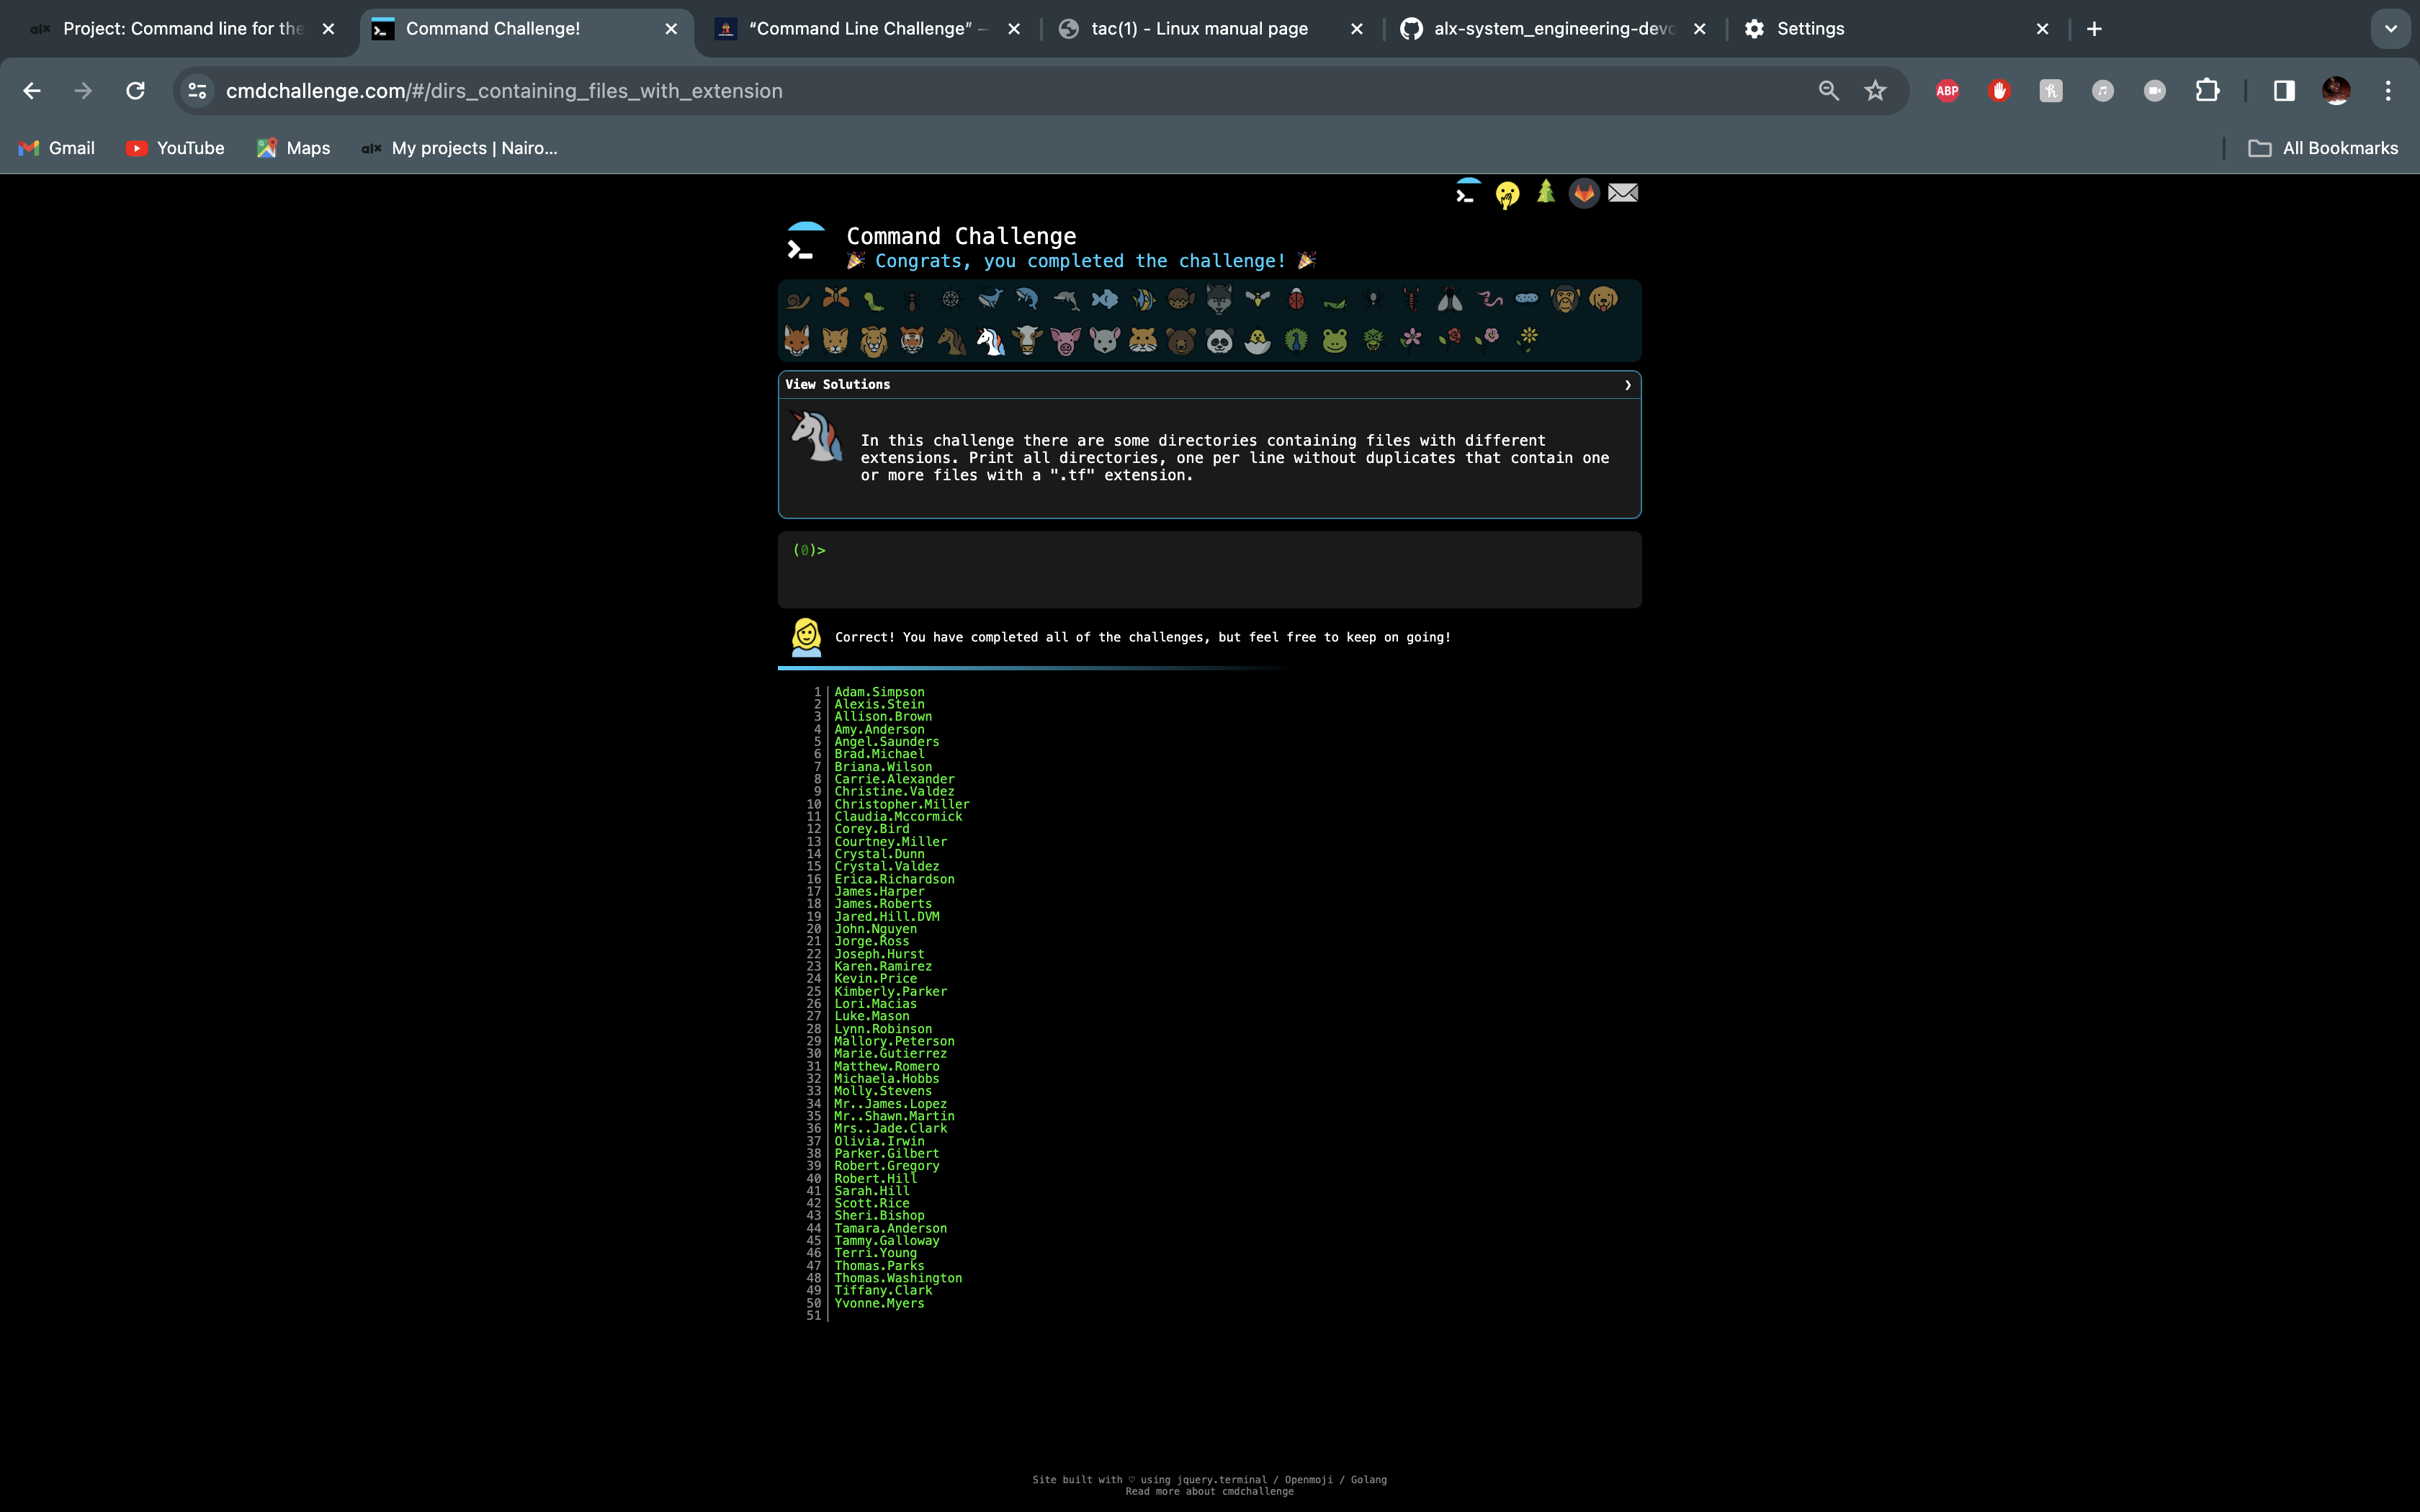 alx Project: Command line for the
Command Challenge!
“Command Line Challenge” –
tac(1) - Linux manual page
alx-system_engineering-devo
Settings
cmdchallenge.com/#/dirs_containing_files_with_extension
ABP
Gmail
YouTube
Maps
alx My projects | Nairo...
All Bookmarks
Command Challenge
Congrats, you completed the challenge!
View Solutions
In this challenge there are some directories containing files with different
extensions. Print all directories, one per line without duplicates that contain one
or more files with a ".tf" extension.
(0)>
Correct! You have completed all of the challenges, but feel free to keep on going!
1 Adam.Simpson
2 Alexis.Stein
3 Allison.Brown
4 Amy.Anderson
5 Angel.Saunders
6 Brad.Michael
7 Briana.Wilson
8 Carrie.Alexander
9 Christine.Valdez
10 Christopher.Miller
11 Claudia.Mccormick
12 Corey.Bird
13 Courtney.Miller
14 Crystal.Dunn
15 Crystal.Valdez
16 Erica.Richardson
17 James.Harper
18 James.Roberts
19 Jared.Hill.DVM
20 John.Nguyen
21 Jorge.Ross
22 Joseph.Hurst
23 Karen.Ramirez
24 Kevin.Price
25 Kimberly.Parker
26 Lori.Macias
27 Luke.Mason
28 Lynn.Robinson
29 Mallory.Peterson
30 Marie.Gutierrez
31 Matthew.Romero
32 Michaela.Hobbs
33 Molly.Stevens
34 Mr..James.Lopez
35 Mr..Shawn.Martin
36 Mrs..Jade.Clark
37 Olivia.Irwin
38 Parker.Gilbert
39 Robert.Gregory
40 Robert.Hill
41 Sarah.Hill
42 Scott.Rice
43 Sheri.Bishop
44 Tamara.Anderson
45 Tammy.Galloway
46 Terri.Young
47 Thomas.Parks
48 Thomas.Washington
49 Tiffany.Clark
50 Yvonne.Myers
51
Site built with ♡ using jquery.terminal / Openmoji / Golang
Read more about cmdchallenge